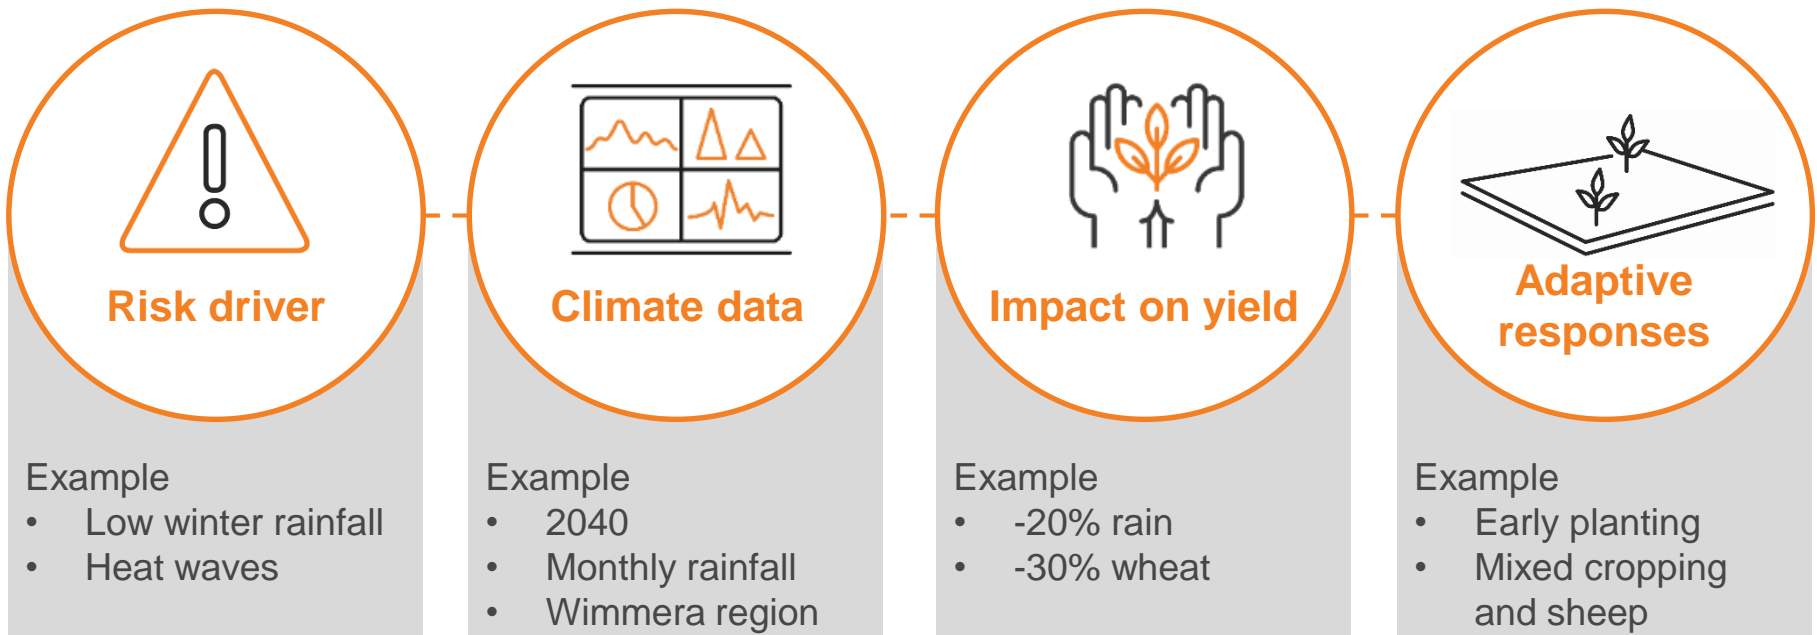 Risk driver
Example
• Low winter rainfall
• Heat waves
Climate data
Example
• 2040
• Monthly rainfall
• Wimmera region
Impact on yield
Example
• -20% rain
• -30% wheat
Adaptive
responses
Example
• Early planting
• Mixed cropping
and sheep